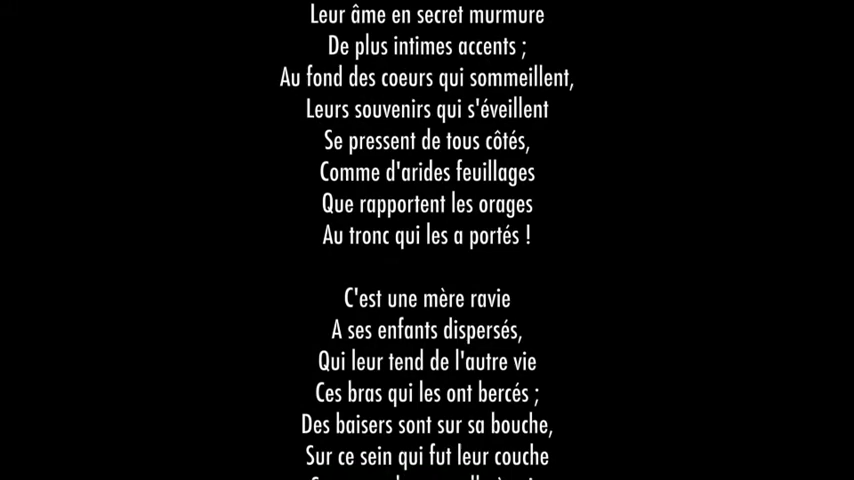 Leur âme en secret murmure
De plus intimes accents ;
Au fond des coeurs qui sommeillent,
Leurs souvenirs qui s'éveillent
Se pressent de tous côtés,
Comme d'arides feuillages
Que rapportent les orages
Au tronc qui les a portés !
C'est une mère ravie
A ses enfants dispersés,
Qui leur tend de l'autre vie
Ces bras qui les ont bercés ;
Des baisers sont sur sa bouche,
Sur ce sein qui fut leur couche